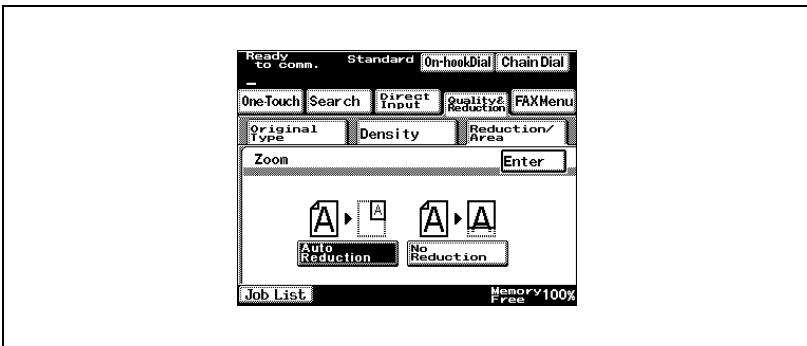 Ready to comm. Standard On-hookDial Chain Dial
One-Touch Search Direct Input Quality& Reduction FAXMenu
Original Type Density Reduction/ Area
Zoom Enter
A A A A
Auto Reduction No Reduction
Job List Memory Free 100%